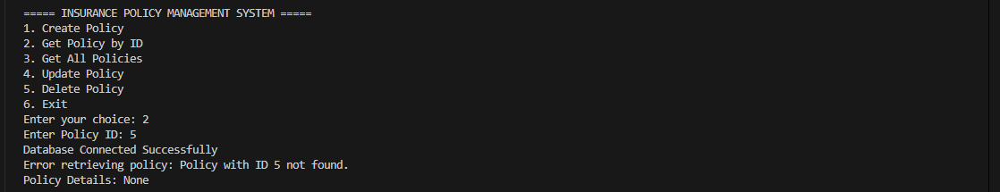 ===== INSURANCE POLICY MANAGEMENT SYSTEM =====
1. Create Policy
2. Get Policy by ID
3. Get All Policies
4. Update Policy
5. Delete Policy
6. Exit
Enter your choice: 2
Enter Policy ID: 5
Database Connected Successfully
Error retrieving policy: Policy with ID 5 not found.
Policy Details: None